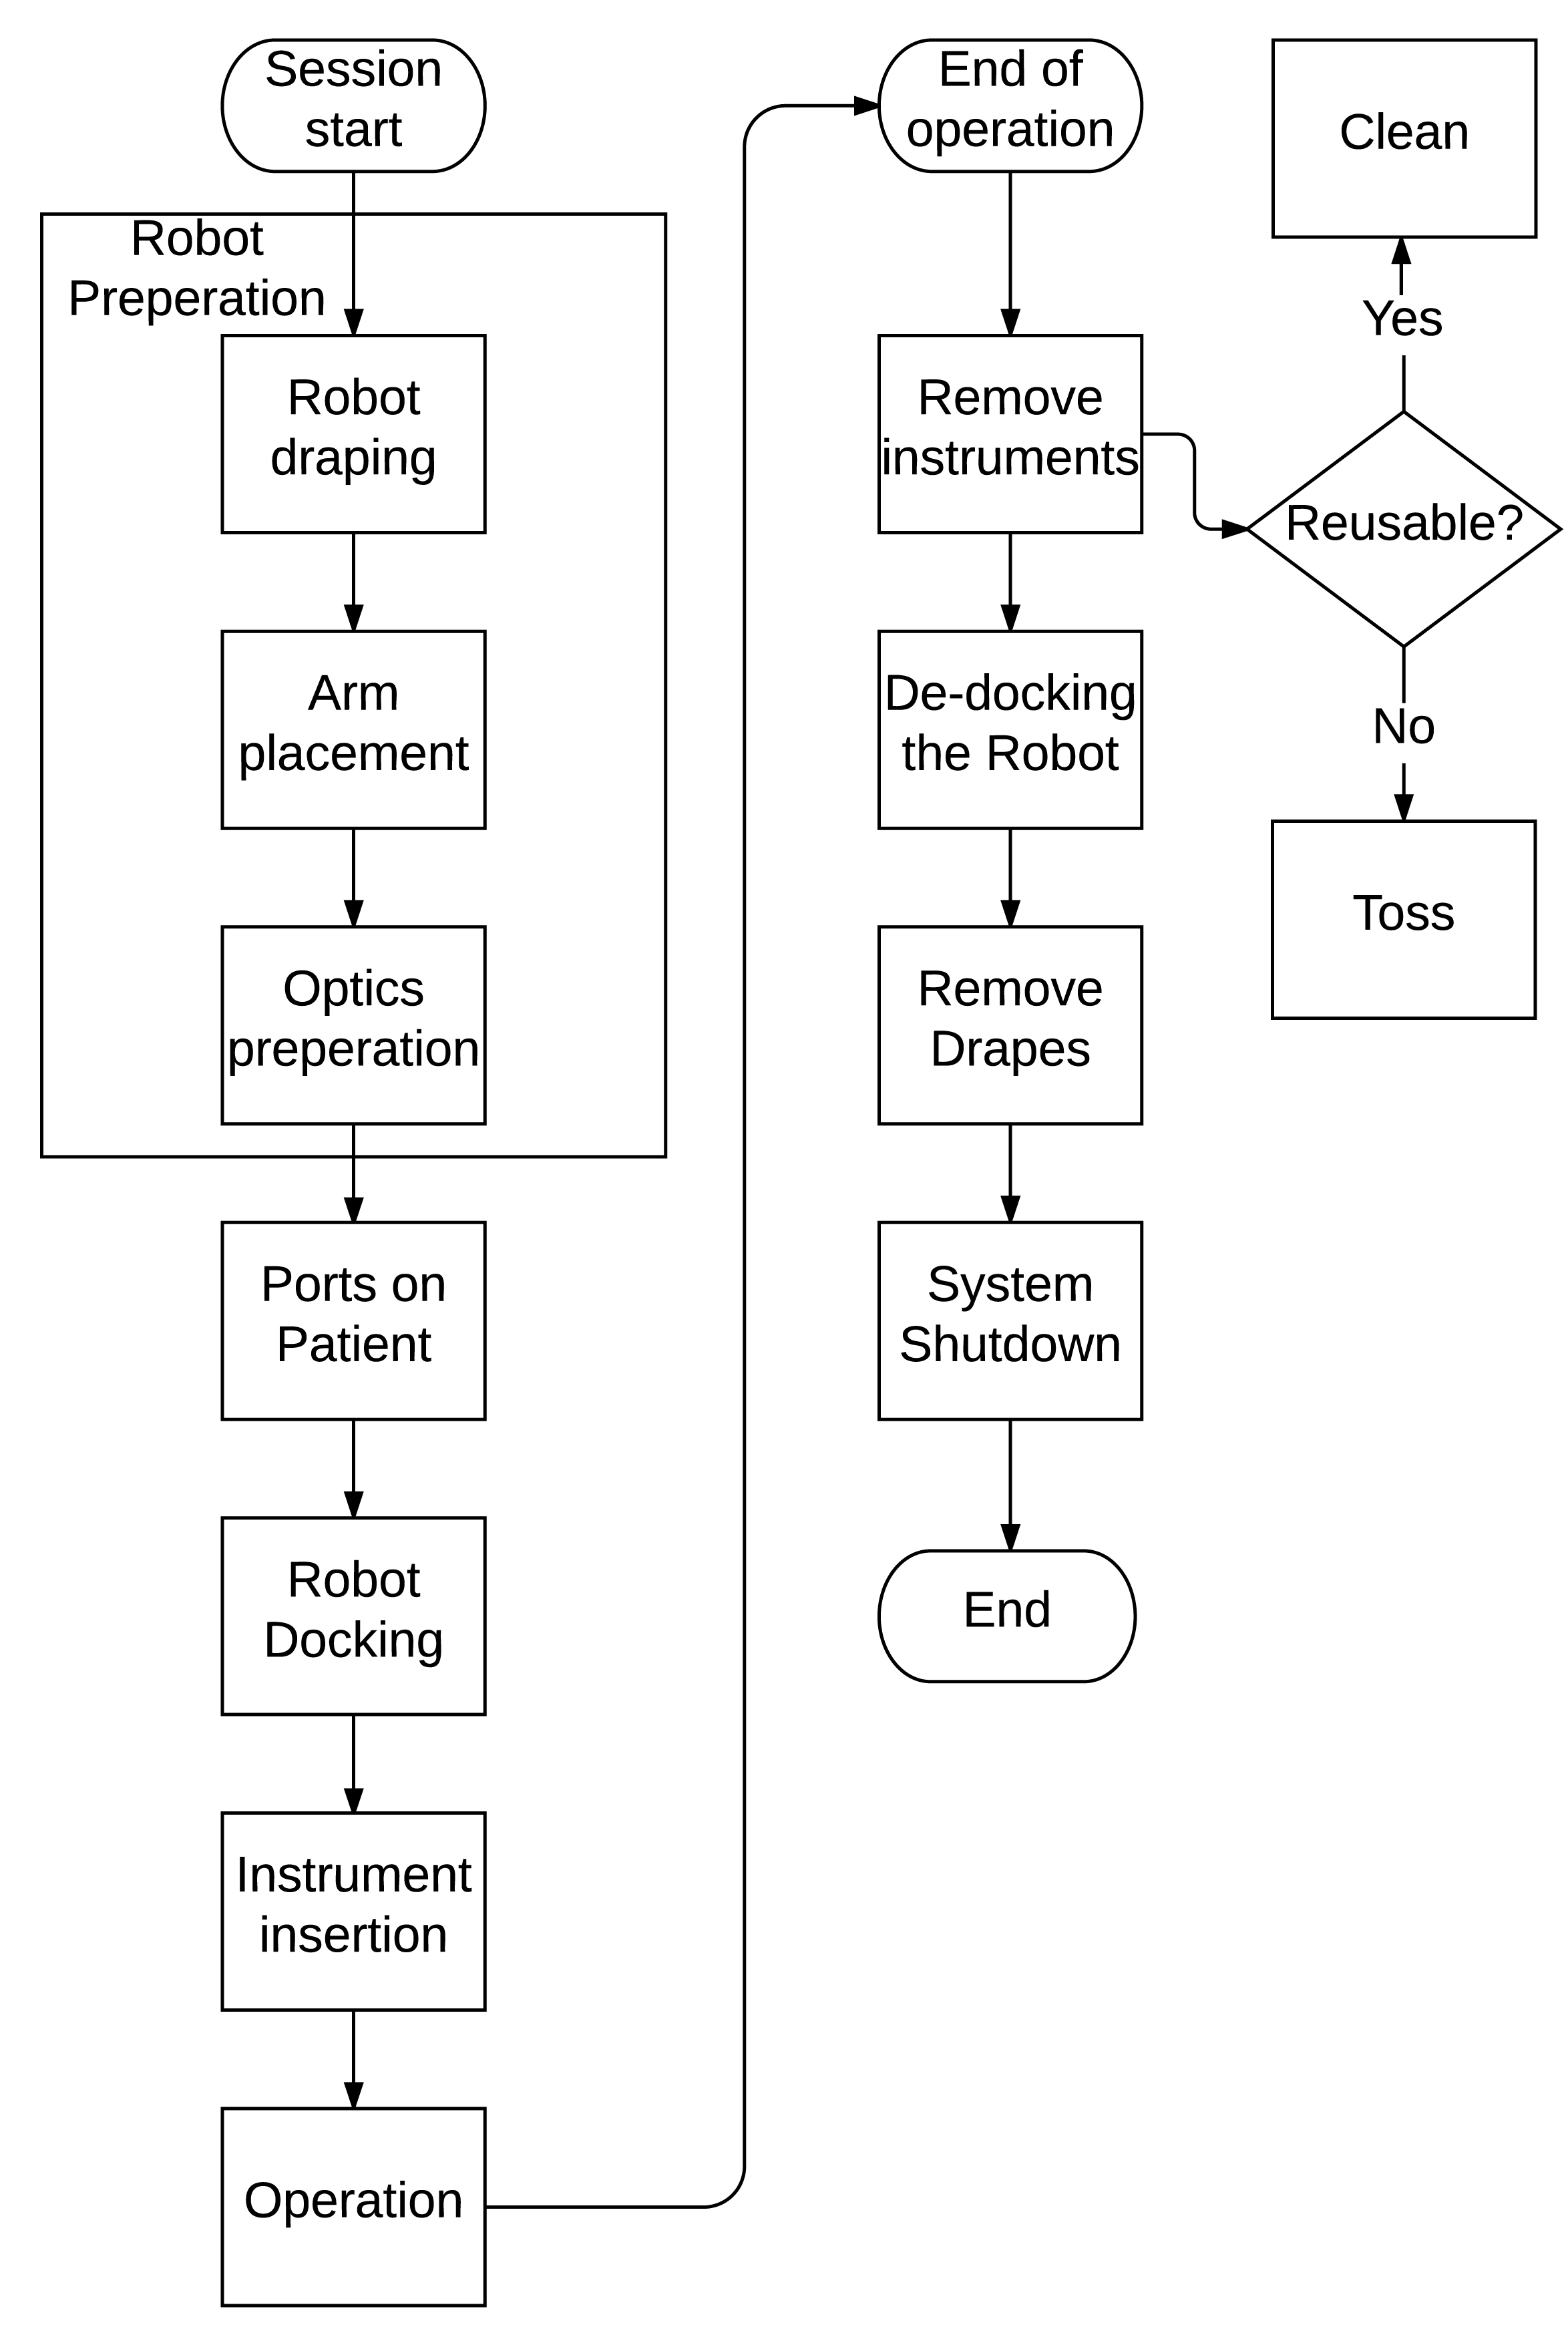 Session
start
Robot
Preperation
Robot
draping
Arm
placement
Optics
preperation
Ports on
Patient
Robot
Docking
Instrument
insertion
Operation
End of
operation
Remove
instruments
De-docking
the Robot
Remove
Drapes
System
Shutdown
End
Clean
Yes
Reusable?
No
Toss